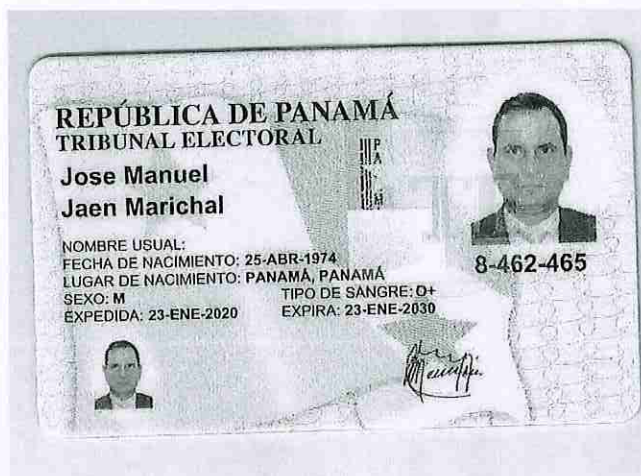 REPÚBLICA DE PANAMÁ
TRIBUNAL ELECTORAL
Jose Manuel
Jaen Marichal
NOMBRE USUAL:
FECHA DE NACIMIENTO: 25-ABR-1974
LUGAR DE NACIMIENTO: PANAMÁ, PANAMÁ
SEXO: M TIPO DE SANGRE: O+
EXPEDIDA: 23-ENE-2020 EXPIRA: 23-ENE-2030
8-462-465